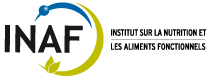 INAF
INSTITUT SUR LA NUTRITION ET
LES ALIMENTS FONCTIONNELS